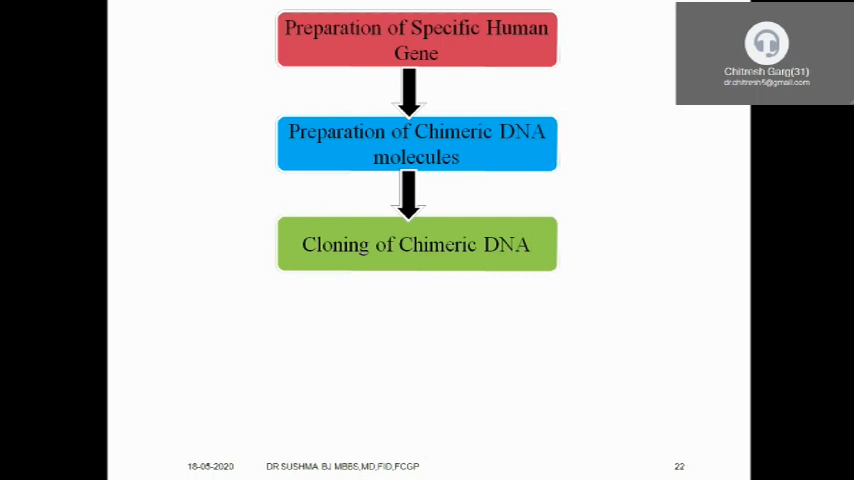 Preparation of Specific Human
Gene
Chitresh Garg(31)
dr.chitresh5@gmail.com
Preparation of Chimeric DNA
molecules
Cloning of Chimeric DNA
18-05-2020
DR SUSHMA BJ MBBS,MD,FID,FCGP
22